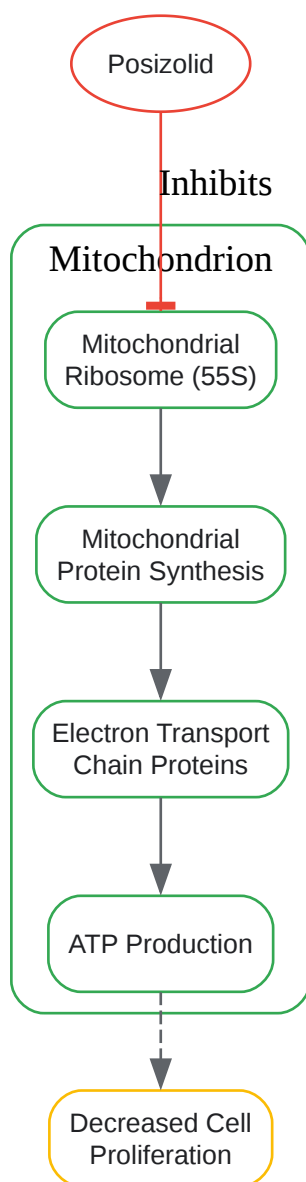 Posizolid
Inhibits
Mitochondrion
Mitochondrial
Ribosome (55S)
Mitochondrial
Protein Synthesis
Electron Transport
Chain Proteins
ATP Production
Decreased Cell
Proliferation